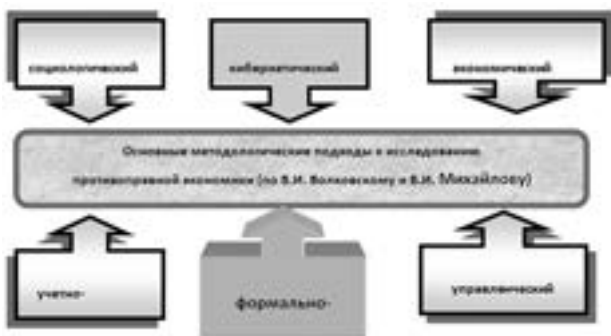 социологический
кибернетический
экономический
Основные методологические подходы к исследованию
противоправной экономики (по В.И. Волковскому и В.И. Михайлову)
учетно-
формально-
управленческий